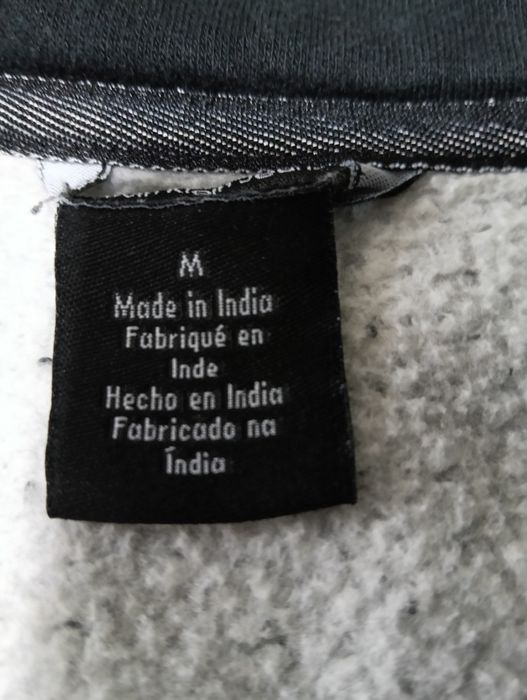 M
Made in India
Fabriqué en
Inde
Hecho en India
Fabricado na
Índia